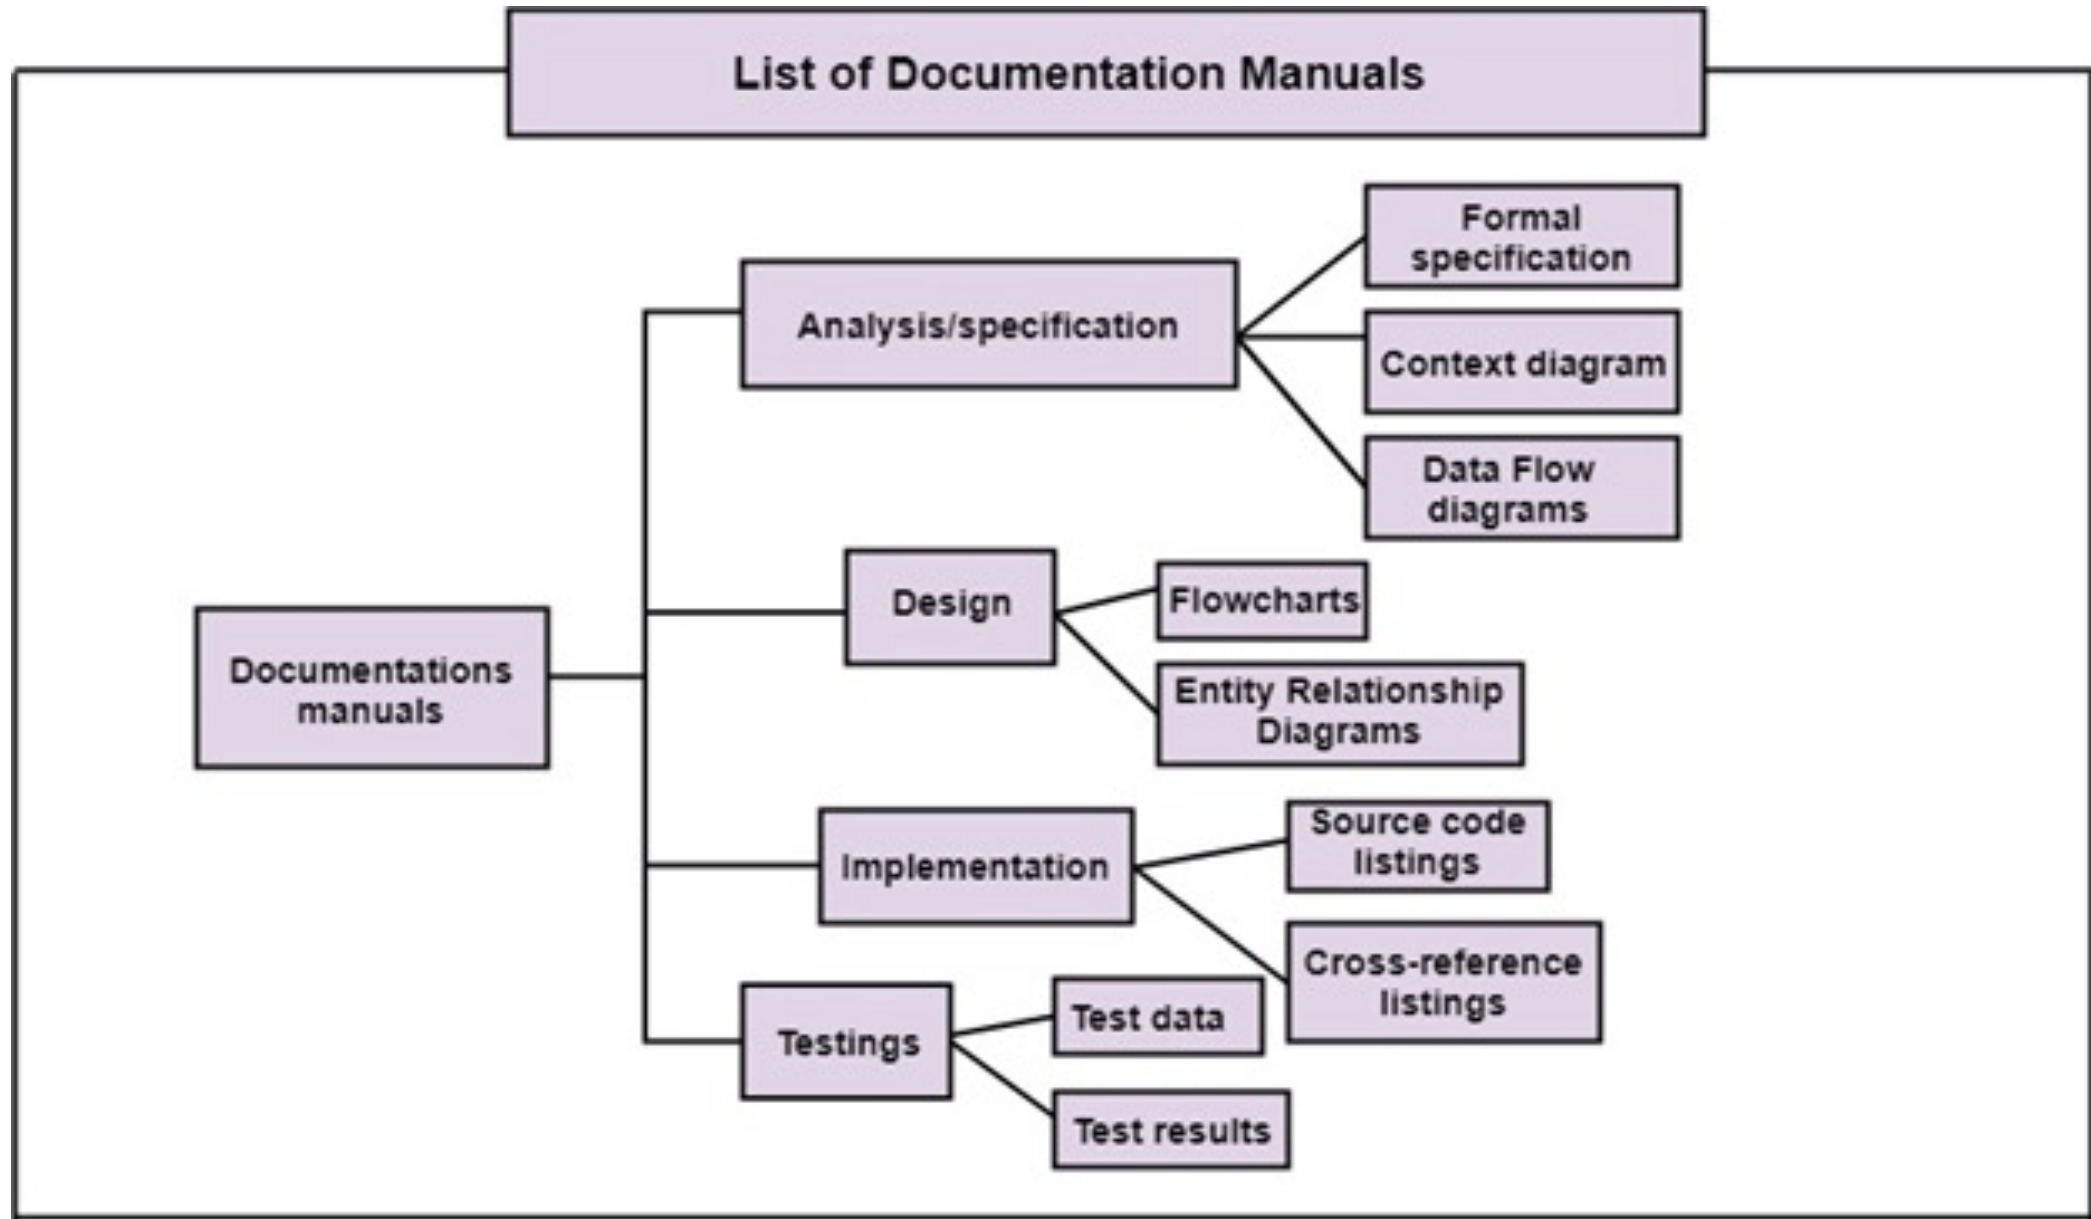 List of Documentation Manuals
Formal
specification
Analysis/specification
Context diagram
Data Flow
diagrams
Design
Flowcharts
Documentations
manuals
Entity Relationship
Diagrams
Implementation
Source code
listings
Cross-reference
listings
Testings
Test data
Test results